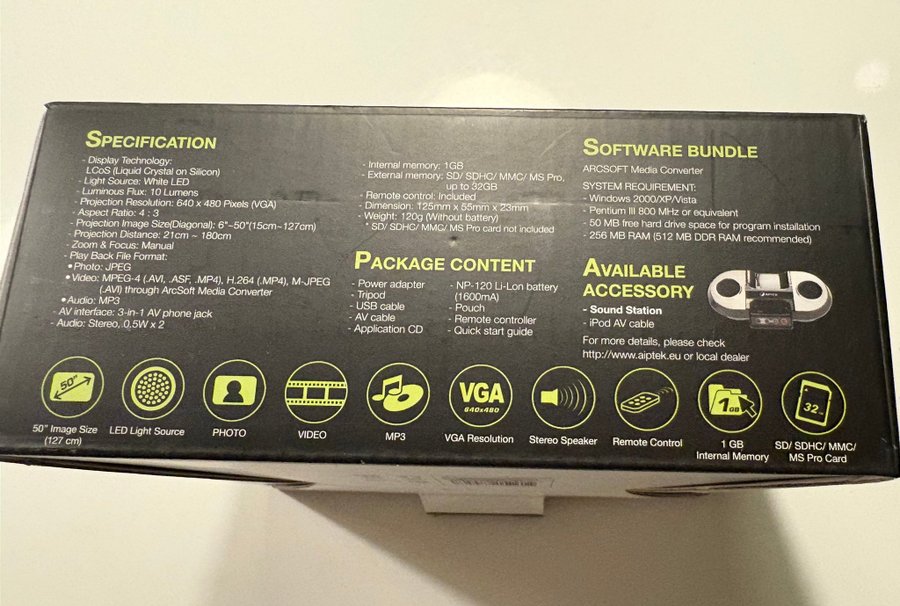 SPECIFICATION
- Display Technology:
LCoS (Liquid Crystal on Silicon)
- Light Source: White LED
- Luminous Flux: 10 Lumens
- Projection Resolution: 640 x 480 Pixels (VGA)
- Aspect Ratio: 4 : 3
- Projection Image Size(Diagonal): 6"~50"(15cm~127cm)
- Projection Distance: 21cm ~ 180cm
- Zoom & Focus: Manual
- Play Back File Format:
•Photo: JPEG
•Video: MPEG-4 (.AVI, .ASF, .MP4), H.264 (.MP4), M-JPEG
(.AVI) through ArcSoft Media Converter
•Audio: MP3
- AV interface: 3-in-1 AV phone jack
- Audio: Stereo, 0.5W x 2
- Internal memory: 1GB
- External memory: SD/ SDHC/ MMC/ MS Pro,
up to 32GB
- Remote control: Included
- Dimension: 125mm x 55mm x 23mm
- Weight: 120g (Without battery)
* SD/ SDHC/ MMC/ MS Pro card not included
PACKAGE CONTENT
- Power adapter
- Tripod
- USB cable
- AV cable
- Application CD
- NP-120 Li-Lon battery
(1600mA)
- Pouch
- Remote controller
- Quick start guide
SOFTWARE BUNDLE
ARCSOFT Media Converter
SYSTEM REQUIREMENT:
- Windows 2000/XP/Vista
- Pentium III 800 MHz or equivalent
- 50 MB free hard drive space for program installation
- 256 MB RAM (512 MB DDR RAM recommended)
AVAILABLE
ACCESSORY
- Sound Station
- iPod AV cable
For more details, please check
http://www.aiptek.eu or local dealer
AIPTEK
50"
VGA
640x480
1GB
32GB
50" Image Size
(127 cm)
LED Light Source
PHOTO
VIDEO
MP3
VGA Resolution
Stereo Speaker
Remote Control
1 GB
Internal Memory
SD/ SDHC/ MMC/
MS Pro Card